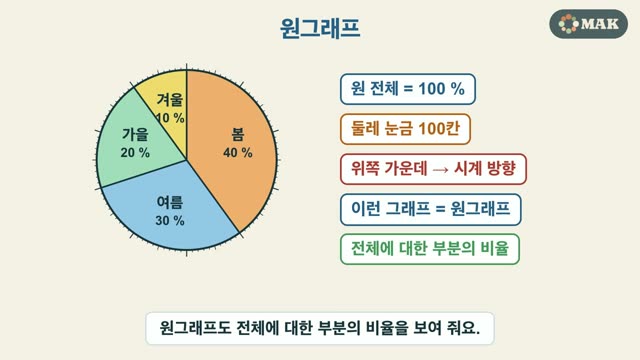 원그래프
MAK
겨울
10 %
가을
20 %
봄
40 %
여름
30 %
원 전체 = 100 %
둘레 눈금 100칸
위쪽 가운데 → 시계 방향
이런 그래프 = 원그래프
전체에 대한 부분의 비율
원그래프도 전체에 대한 부분의 비율을 보여 줘요.